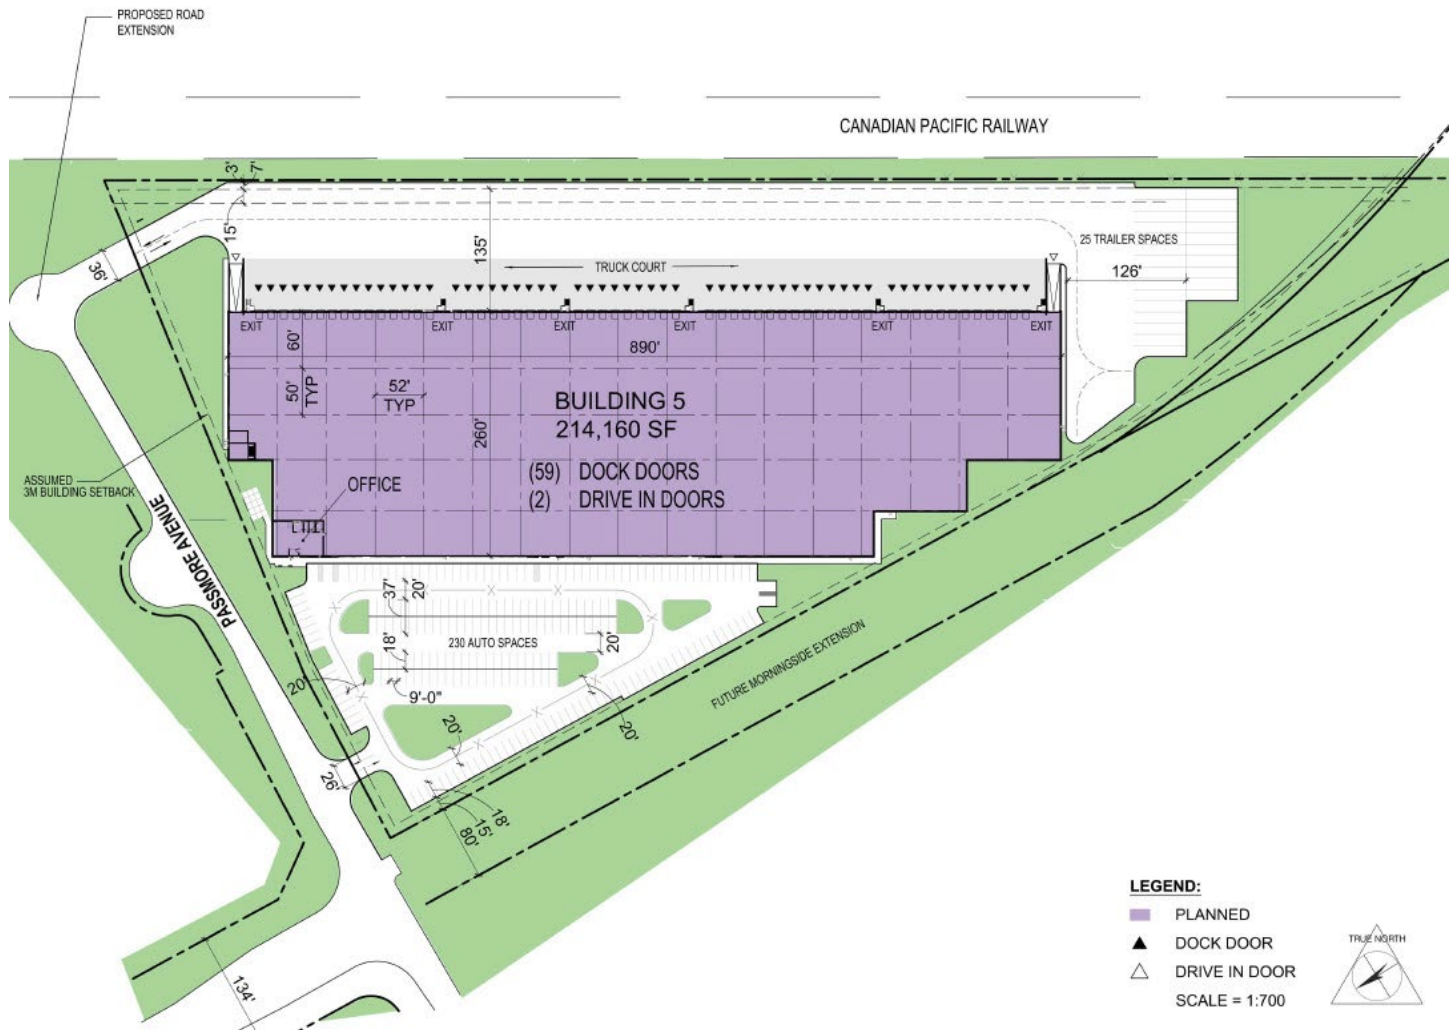 PROPOSED ROAD
EXTENSION
CANADIAN PACIFIC RAILWAY
3'
7'
15'
36'
135'
25 TRAILER SPACES
126'
TRUCK COURT
EXIT
EXIT
EXIT
EXIT
EXIT
EXIT
60'
890'
50'
TYP
52'
TYP
260'
BUILDING 5
214,160 SF
(59) DOCK DOORS
(2) DRIVE IN DOORS
OFFICE
ASSUMED
3M BUILDING SETBACK
PASSMORE AVENUE
37'
20'
18'
230 AUTO SPACES
20'
20'
9'-0"
20'
20'
26'
18'
15'
80'
FUTURE MORNINGSIDE EXTENSION
134'
LEGEND:
PLANNED
DOCK DOOR
DRIVE IN DOOR
SCALE = 1:700
TRUE NORTH